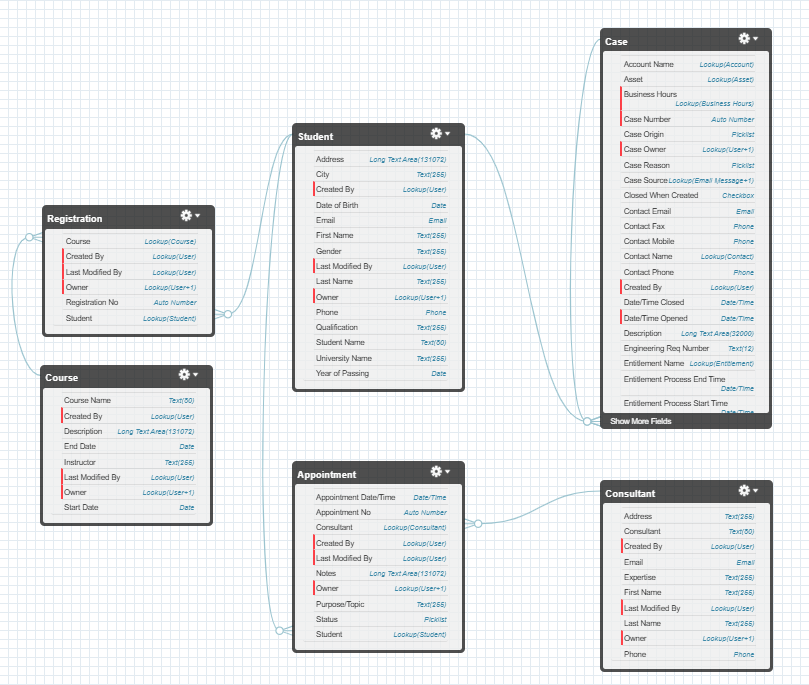 Registration
Course Lookup(Course)
Created By Lookup(User)
Last Modified By Lookup(User)
Owner Lookup(User+1)
Registration No Auto Number
Student Lookup(Student)
Course
Course Name Text(80)
Created By Lookup(User)
Description Long Text Area(131072)
End Date Date
Instructor Text(255)
Last Modified By Lookup(User)
Owner Lookup(User+1)
Start Date Date
Student
Address Long Text Area(131072)
City Text(255)
Created By Lookup(User)
Date of Birth Date
Email Email
First Name Text(255)
Gender Text(255)
Last Modified By Lookup(User)
Last Name Text(255)
Owner Lookup(User+1)
Phone Phone
Qualification Text(255)
Student Name Text(80)
University Name Text(255)
Year of Passing Date
Appointment
Appointment Date/Time Date/Time
Appointment No Auto Number
Consultant Lookup(Consultant)
Created By Lookup(User)
Last Modified By Lookup(User)
Notes Long Text Area(131072)
Owner Lookup(User+1)
Purpose/Topic Text(255)
Status Picklist
Student Lookup(Student)
Case
Account Name Lookup(Account)
Asset Lookup(Asset)
Business Hours
Lookup(Business Hours)
Case Number Auto Number
Case Origin Picklist
Case Owner Lookup(User+1)
Case Reason Picklist
Case Source Lookup(Email Message+1)
Closed When Created Checkbox
Contact Email Email
Contact Fax Phone
Contact Mobile Phone
Contact Name Lookup(Contact)
Contact Phone Phone
Created By Lookup(User)
Date/Time Closed Date/Time
Date/Time Opened Date/Time
Description Long Text Area(32000)
Engineering Req Number Text(12)
Entitlement Name Lookup(Entitlement)
Entitlement Process End Time
Date/Time
Entitlement Process Start Time
Date/Time
Show More Fields
Consultant
Address Text(255)
Consultant Text(80)
Created By Lookup(User)
Email Email
Expertise Text(255)
First Name Text(255)
Last Modified By Lookup(User)
Last Name Text(255)
Owner Lookup(User+1)
Phone Phone